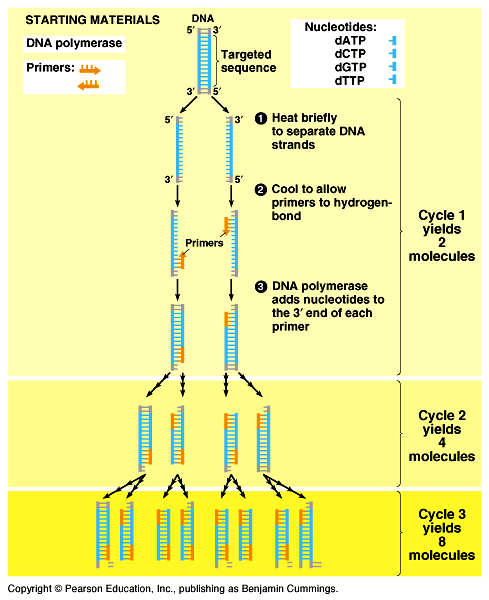 STARTING MATERIALS
DNA polymerase
Primers:
DNA
5′ 3′
Targeted
sequence
3′ 5′
Nucleotides:
dATP
dCTP
dGTP
dTTP
5′ 3′
1 Heat briefly
to separate DNA
strands.
3′ 5′
2 Cool to allow
primers to hydrogen-
bond
Primers
3 DNA polymerase
adds nucleotides to
the 3′ end of each
primer
Cycle 1
yields
2
molecules
Cycle 2
yields
4
molecules
Cycle 3
yields
8
molecules
Copyright © Pearson Education, Inc., publishing as Benjamin Cummings.